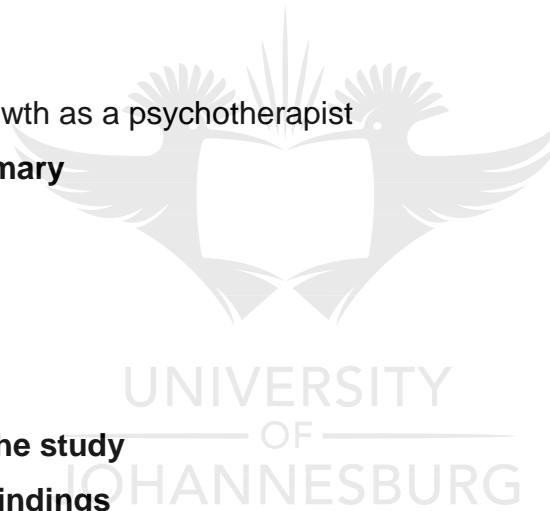 wth as a psychotherapist
mary
UNIVERSITY
he study
OF
JOHANNESBURG
indings